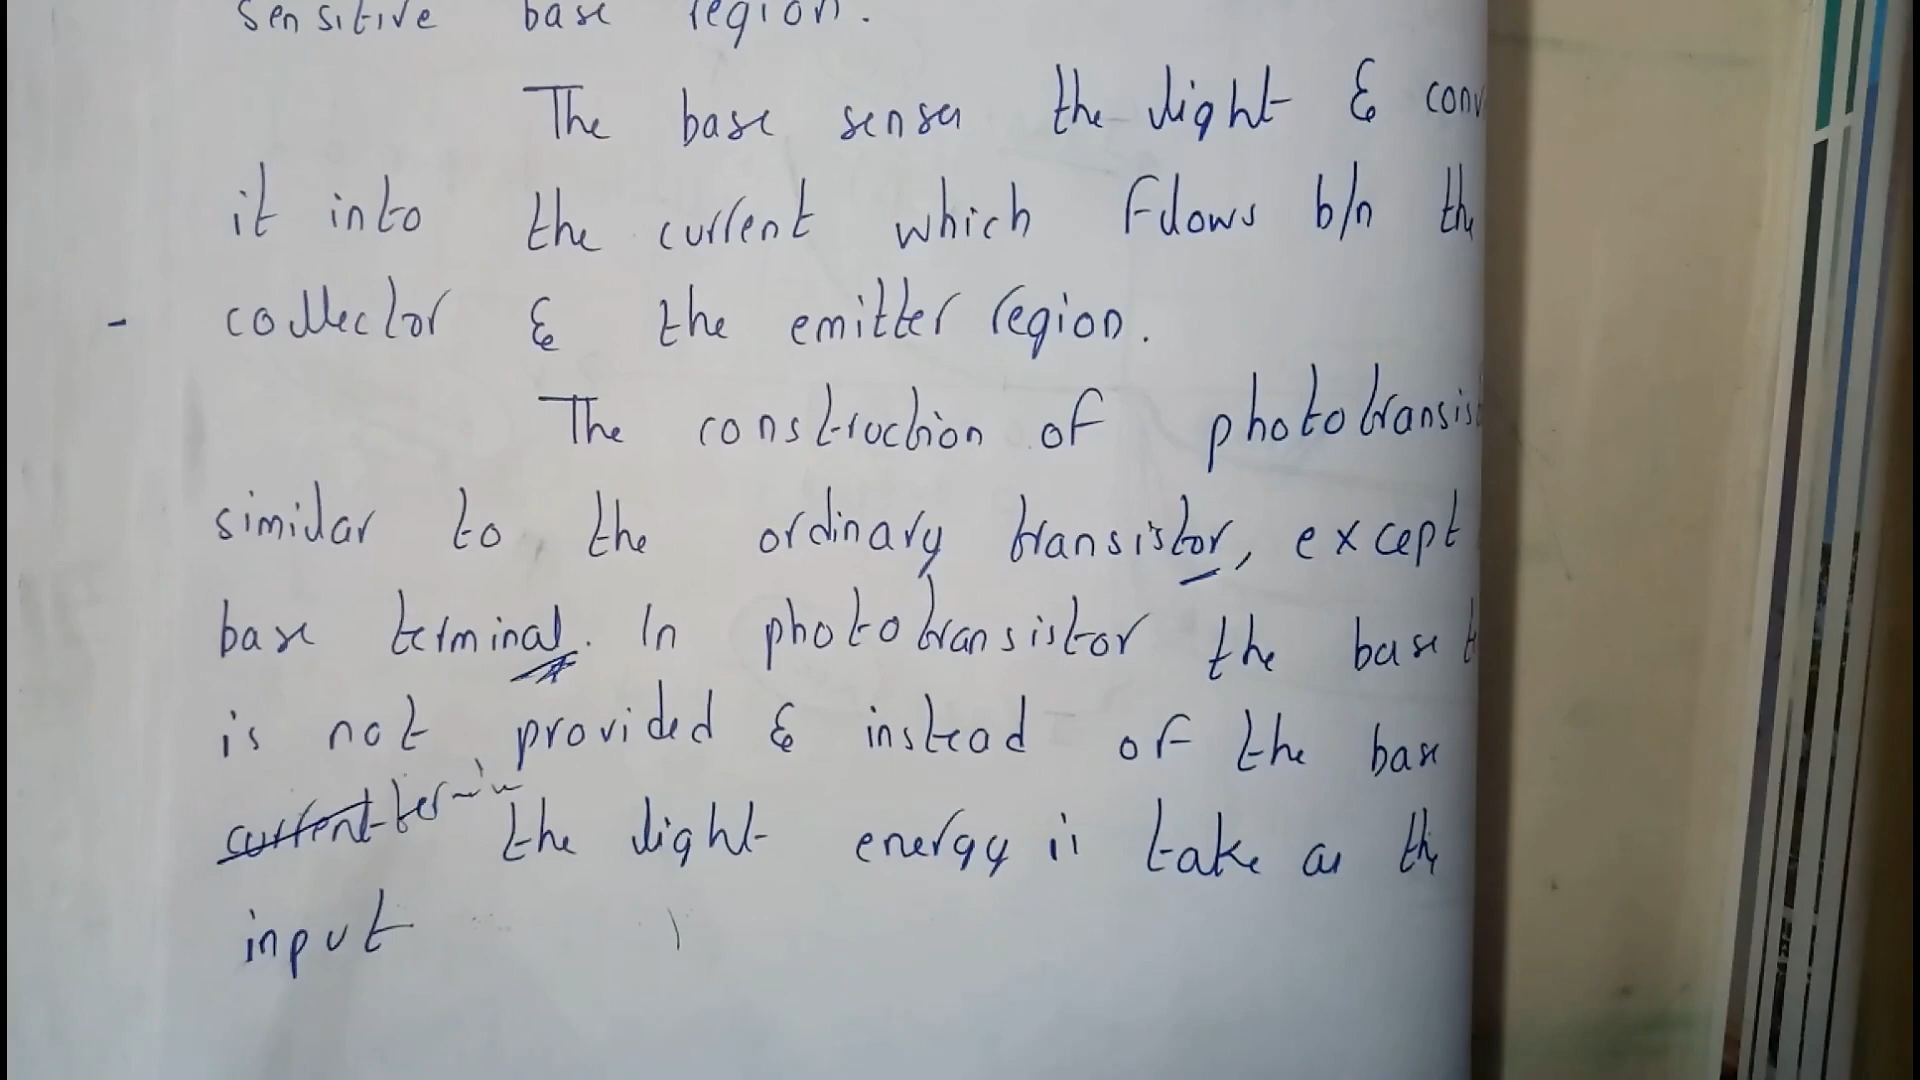 sensitive base region.
The base senses the light & conv
it into the current which flows b/n the
collector & the emitter region.
The construction of phototransis
similar to the ordinary transistor, except
base terminal. In phototransistor the base t
is not provided & instead of the base
current the light energy is take as the
input